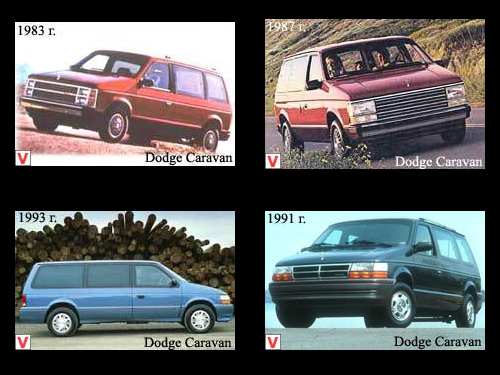 1983 г.
Dodge Caravan
V
1987 г.
Dodge Caravan
V
1993 г.
Dodge Caravan
V
1991 г.
Dodge Caravan
V